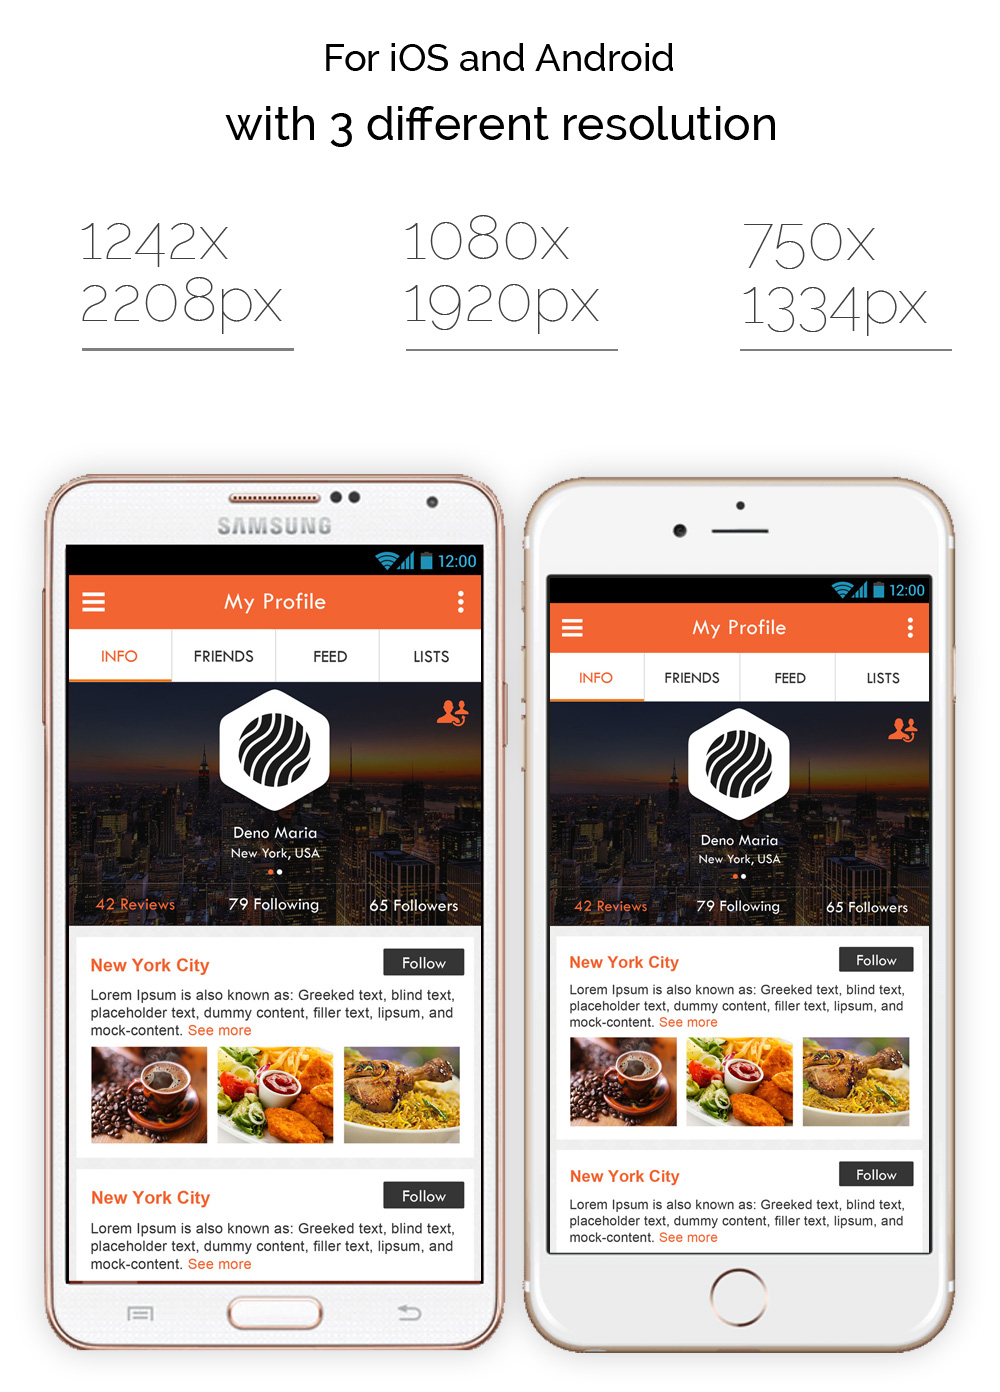 For iOS and Android
with 3 different resolution
1242x
2208px
1080x
1920px
750x
1334px
SAMSUNG
12:00
My Profile
INFO FRIENDS FEED LISTS
Deno Maria
New York, USA
42 Reviews 79 Following 65 Followers
New York City Follow
Lorem Ipsum is also known as: Greeked text, blind text,
placeholder text, dummy content, filler text, lipsum, and
mock-content. See more
New York City Follow
Lorem Ipsum is also known as: Greeked text, blind text,
placeholder text, dummy content, filler text, lipsum, and
mock-content. See more
12:00
My Profile
INFO FRIENDS FEED LISTS
Deno Maria
New York, USA
42 Reviews 79 Following 65 Followers
New York City Follow
Lorem Ipsum is also known as: Greeked text, blind text,
placeholder text, dummy content, filler text, lipsum, and
mock-content. See more
New York City Follow
Lorem Ipsum is also known as: Greeked text, blind text,
placeholder text, dummy content, filler text, lipsum, and
mock-content. See more